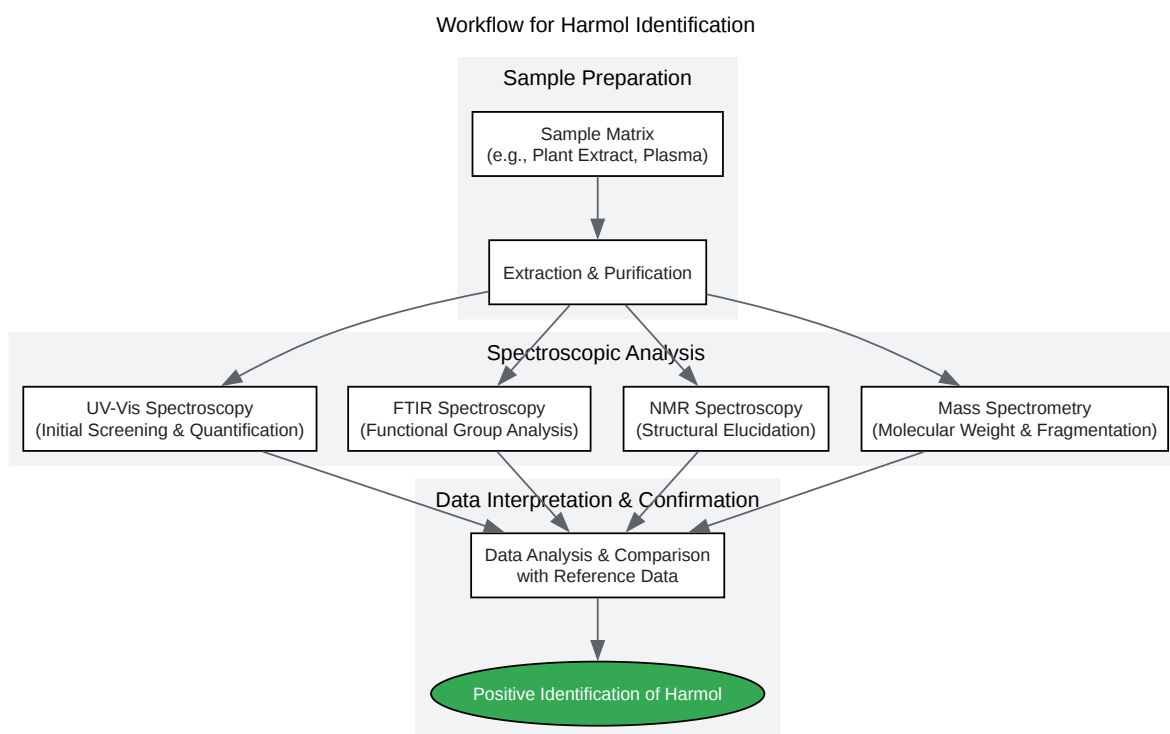 Workflow for Harmol Identification
Sample Preparation
Sample Matrix
(e.g., Plant Extract, Plasma)
Extraction & Purification
Spectroscopic Analysis
UV-Vis Spectroscopy
(Initial Screening & Quantification)
FTIR Spectroscopy
(Functional Group Analysis)
NMR Spectroscopy
(Structural Elucidation)
Mass Spectrometry
(Molecular Weight & Fragmentation)
Data Interpretation & Confirmation
Data Analysis & Comparison
with Reference Data
Positive Identification of Harmol